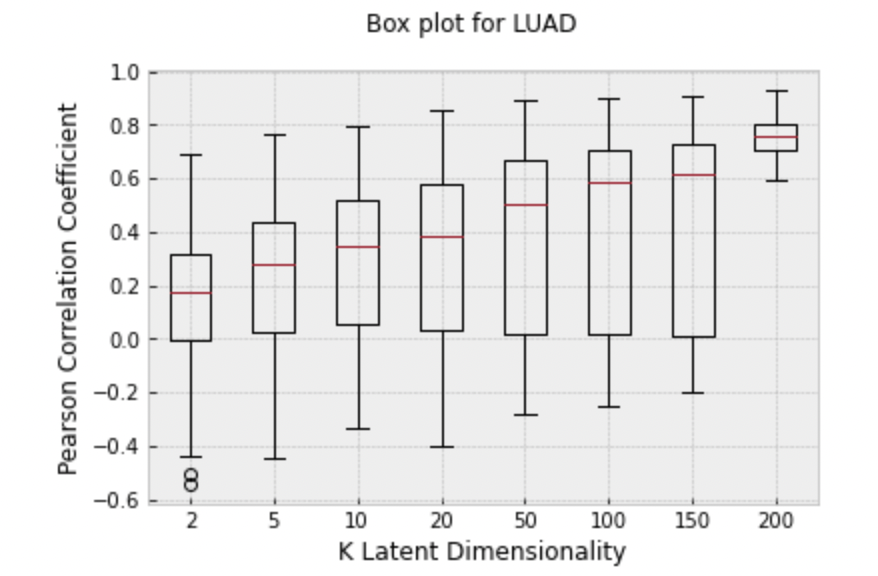 Box plot for LUAD
1.0
0.8
0.6
0.4
0.2
0.0
−0.2
−0.4
−0.6
Pearson Correlation Coefficient
2 5 10 20 50 100 150 200
K Latent Dimensionality